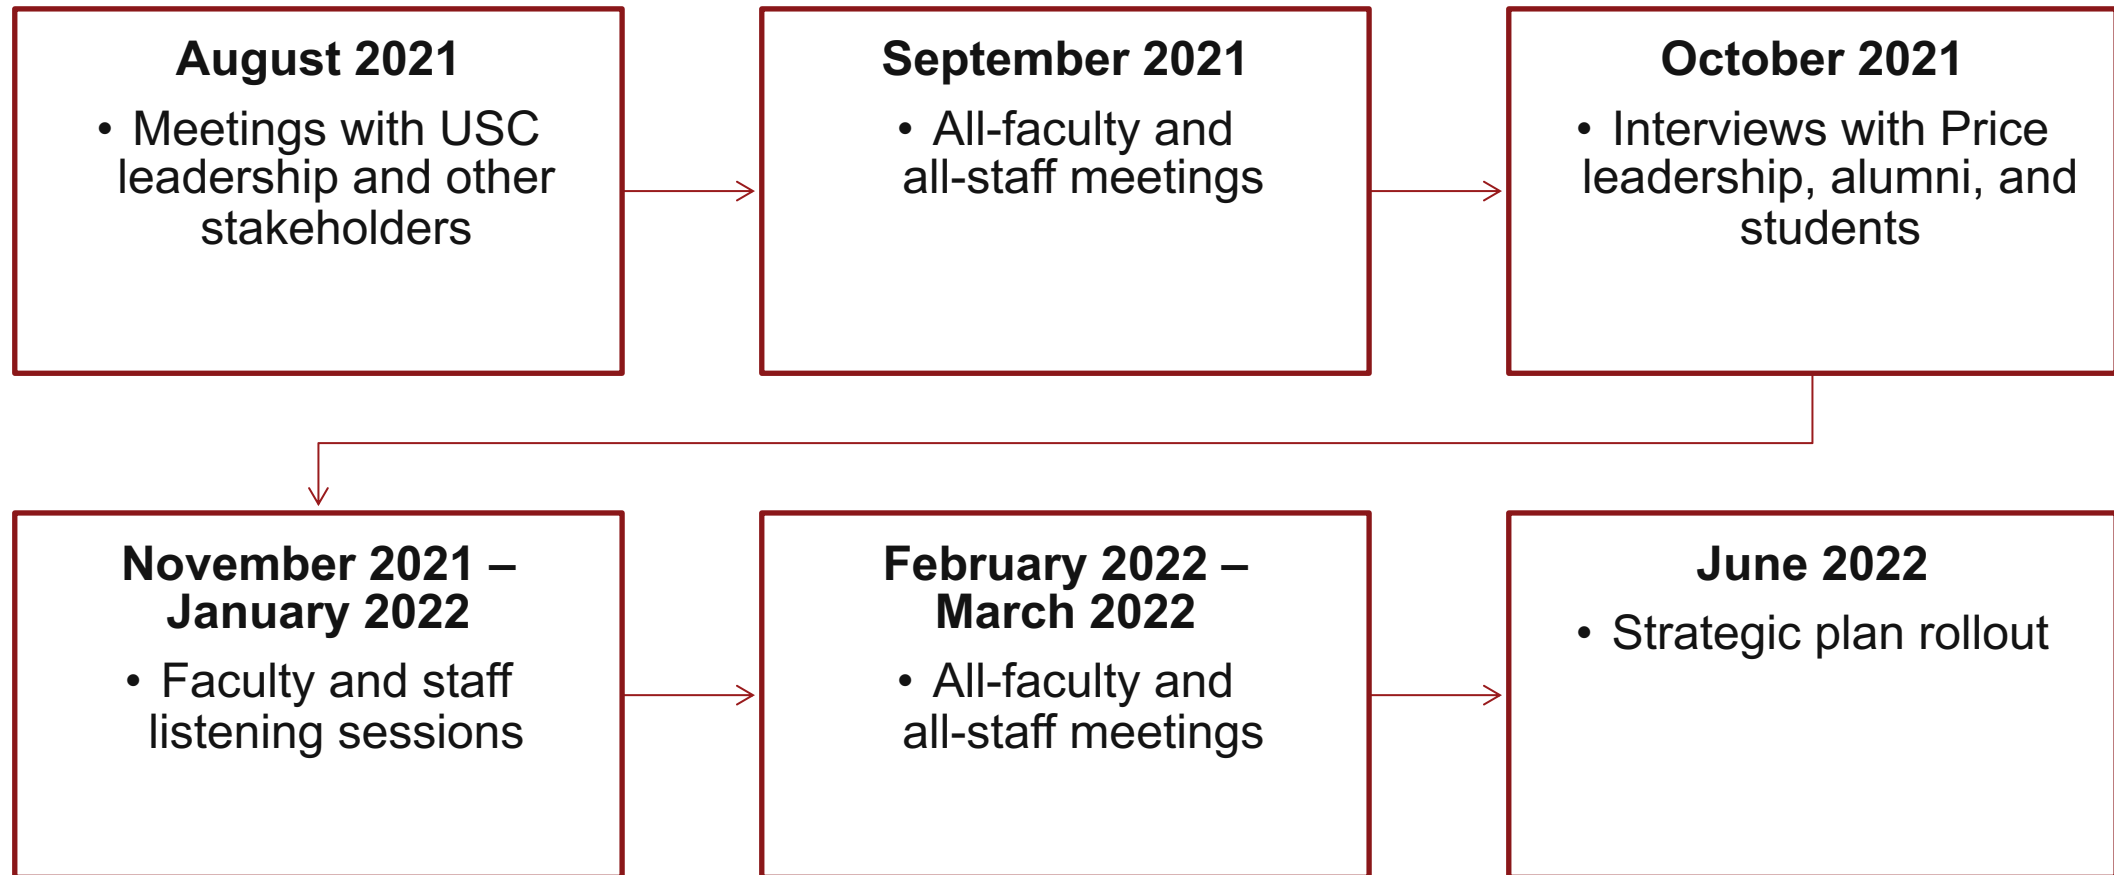 August 2021
• Meetings with USC
leadership and other
stakeholders
September 2021
• All-faculty and
all-staff meetings
October 2021
• Interviews with Price
leadership, alumni, and
students
November 2021 –
January 2022
• Faculty and staff
listening sessions
February 2022 –
March 2022
• All-faculty and
all-staff meetings
June 2022
• Strategic plan rollout